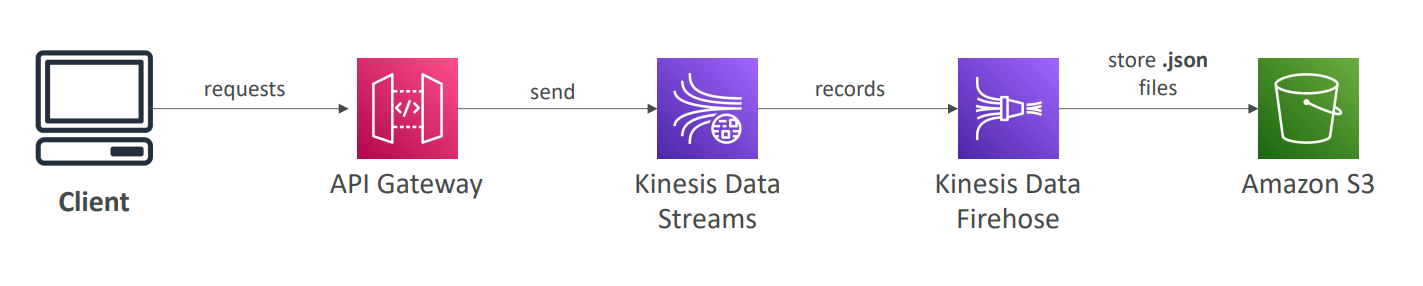 requests
send
records
store .json
files
</>
Client
API Gateway
Kinesis Data
Streams
Kinesis Data
Firehose
Amazon S3